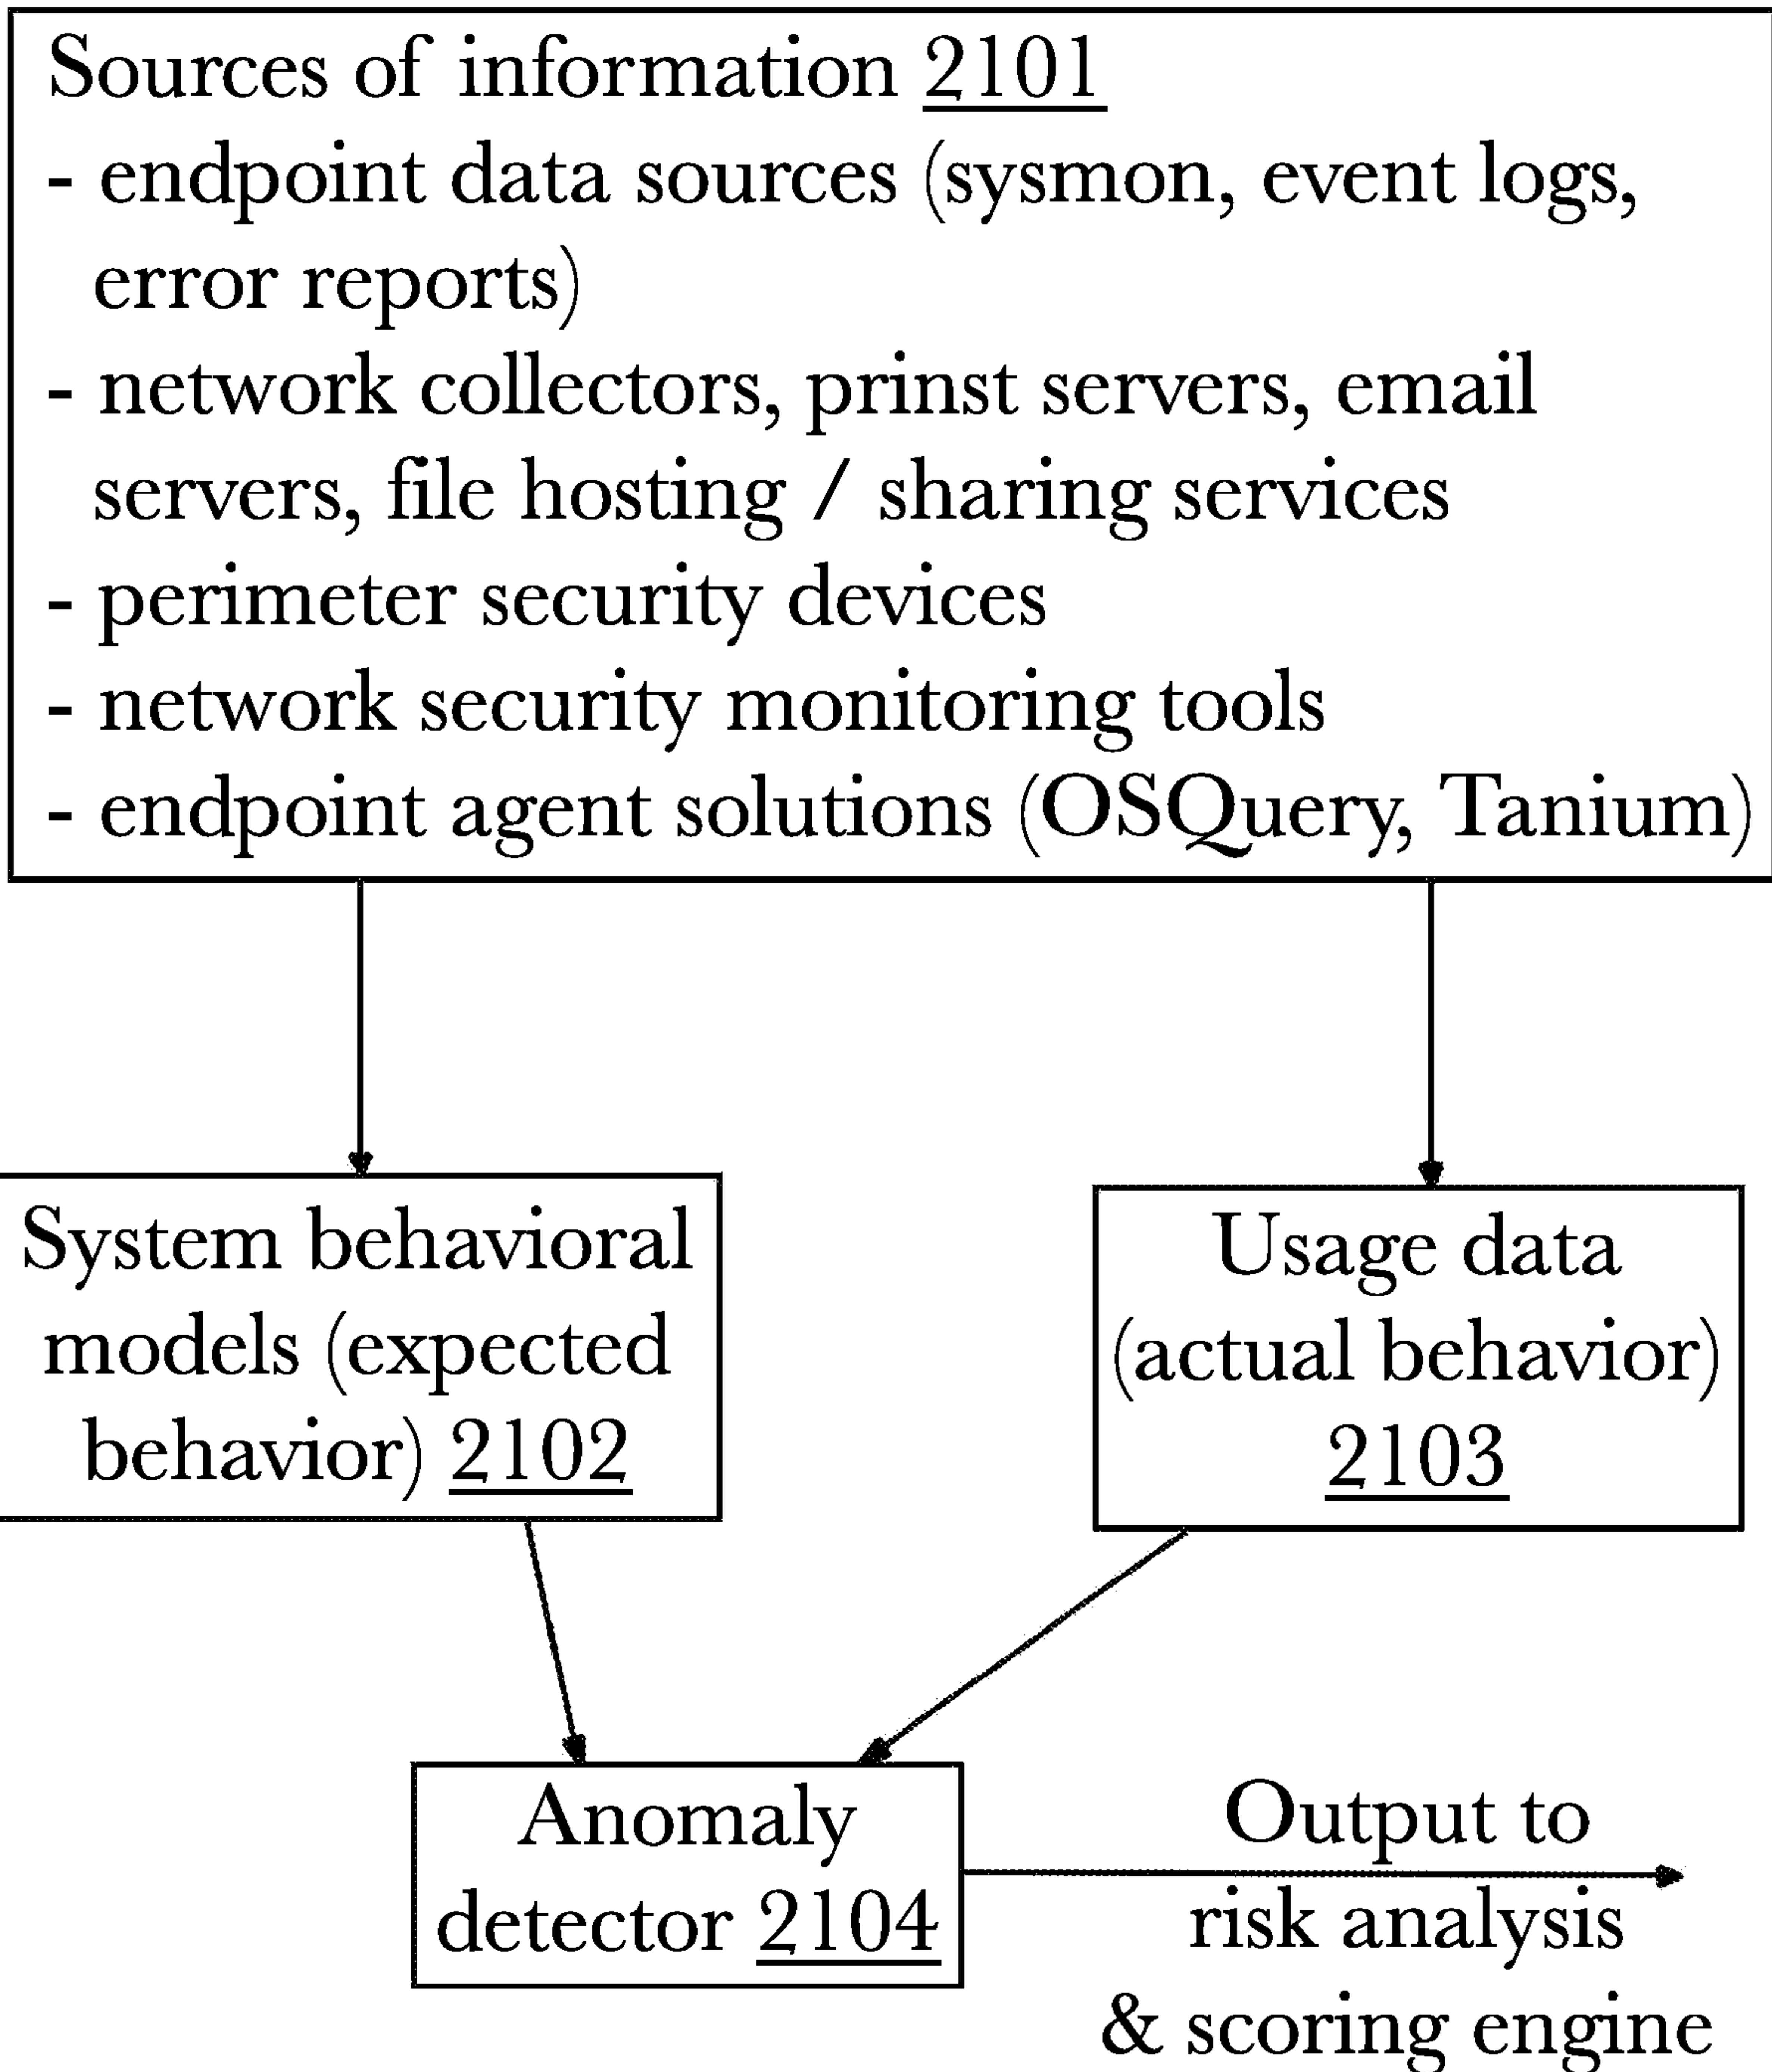 Sources of information 2101
- endpoint data sources (sysmon, event logs,
error reports)
- network collectors, prinst servers, email
servers, file hosting / sharing services
- perimeter security devices
- network security monitoring tools
- endpoint agent solutions (OSQuery, Tanium)
System behavioral
models (expected
behavior) 2102
Usage data
(actual behavior)
2103
Anomaly
detector 2104
Output to
risk analysis
& scoring engine